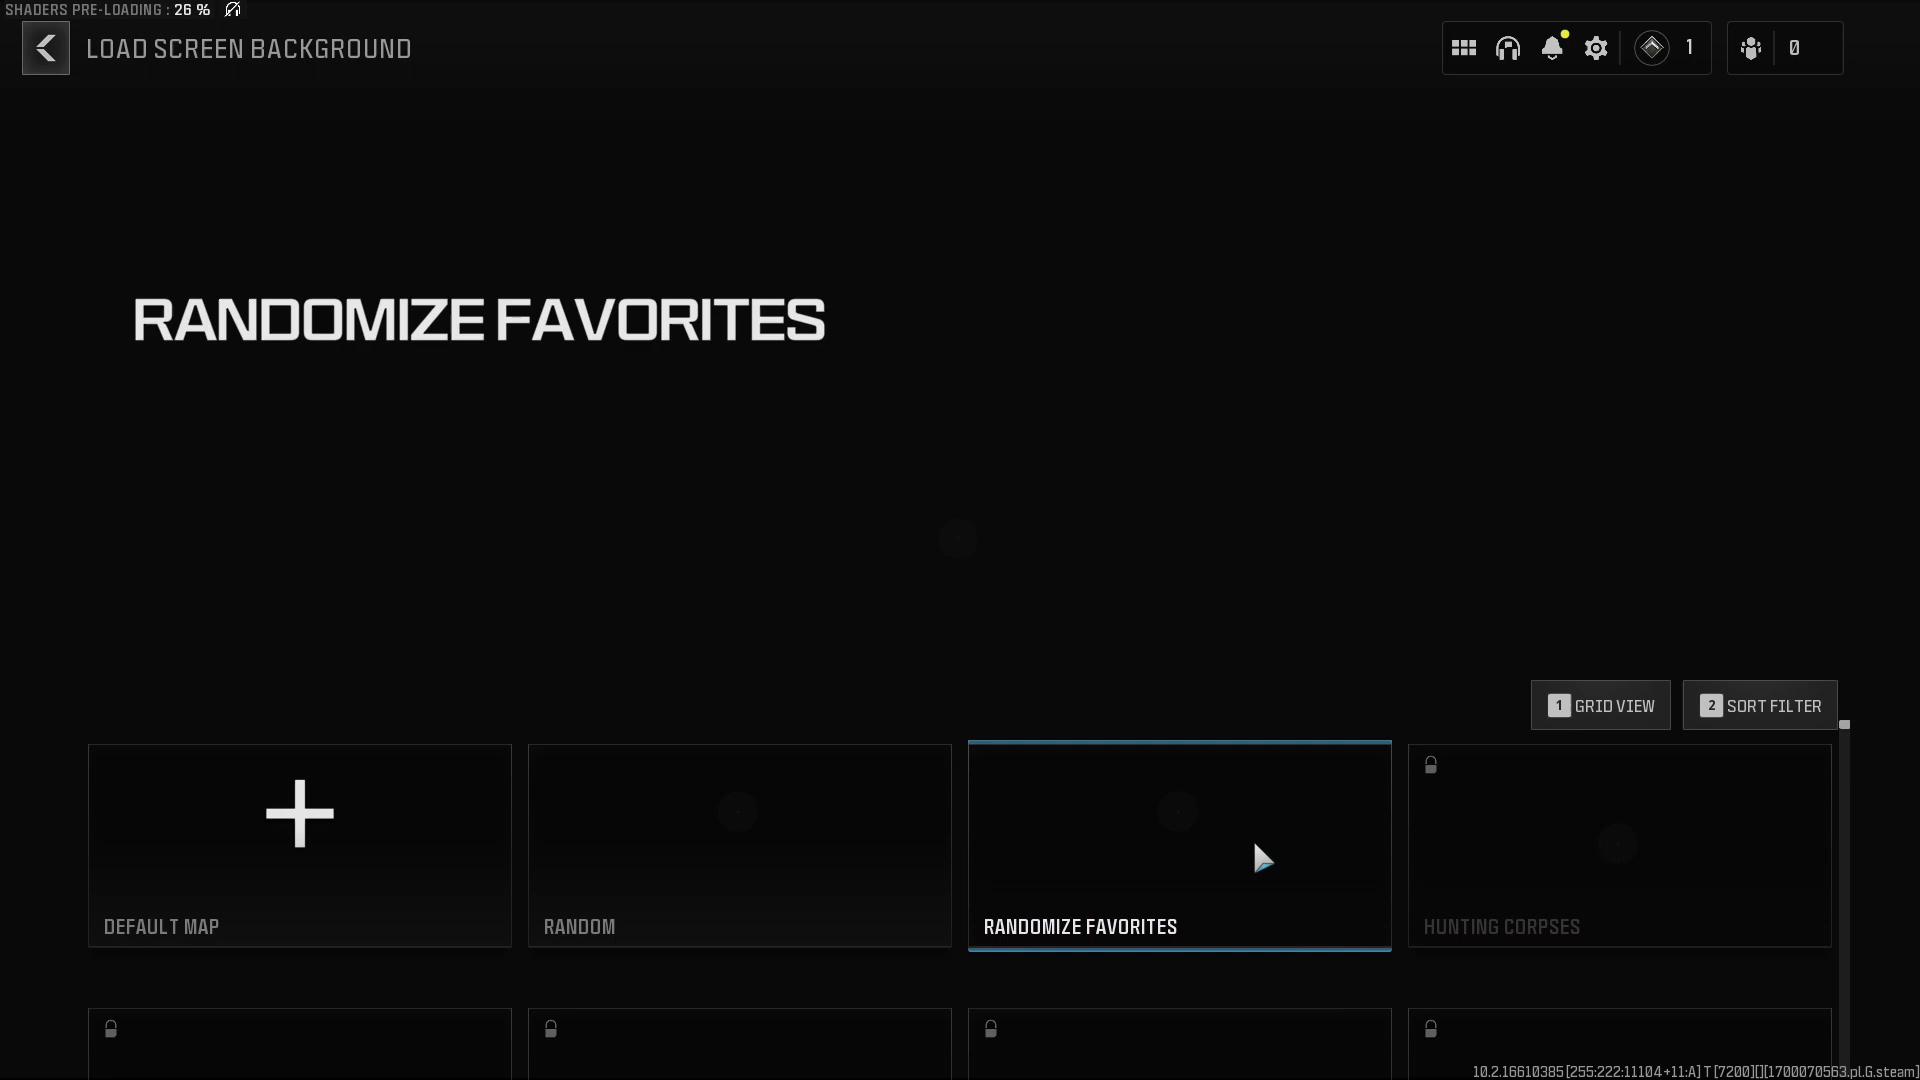 SHADERS PRE-LOADING : 26 %
LOAD SCREEN BACKGROUND
1
0
RANDOMIZE FAVORITES
1 GRID VIEW
2 SORT FILTER
DEFAULT MAP
RANDOM
RANDOMIZE FAVORITES
HUNTING CORPSES
10.2.16610385 [255:222:11104+11:A] T [7200][][1700070563.pl.G.steam]